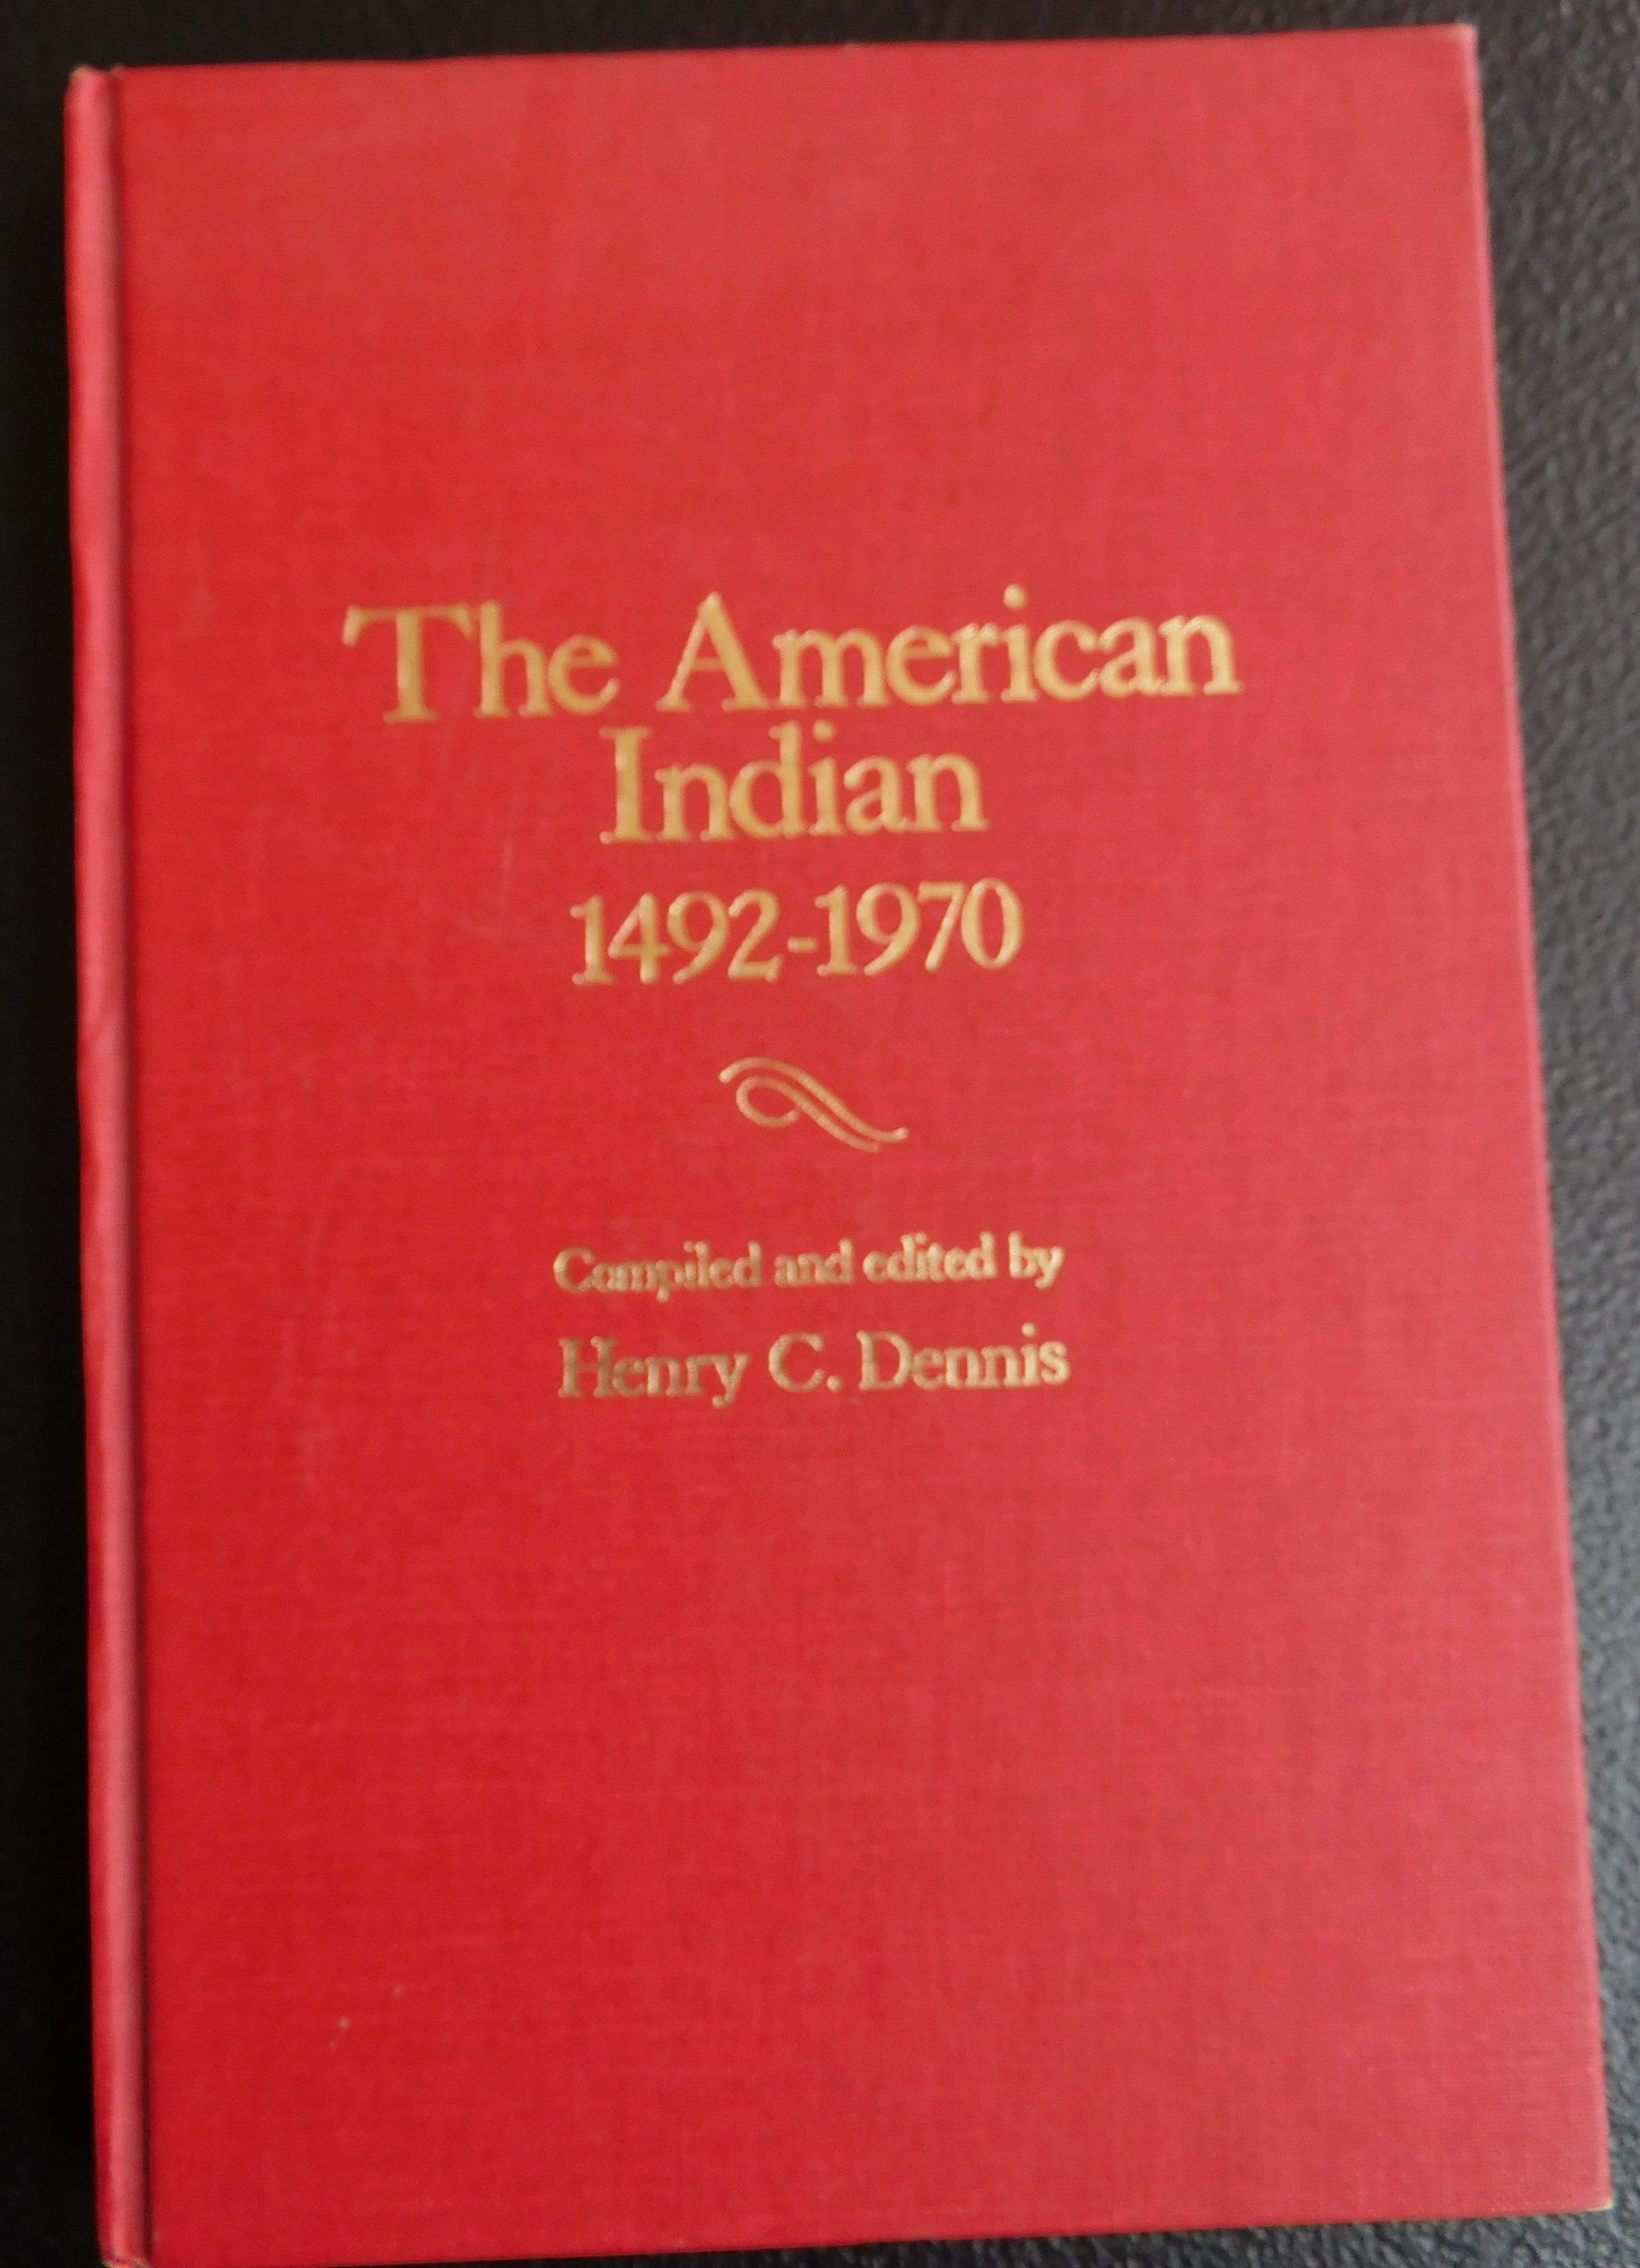 The American
Indian
1492-1970
Compiled and edited by
Henry C. Dennis